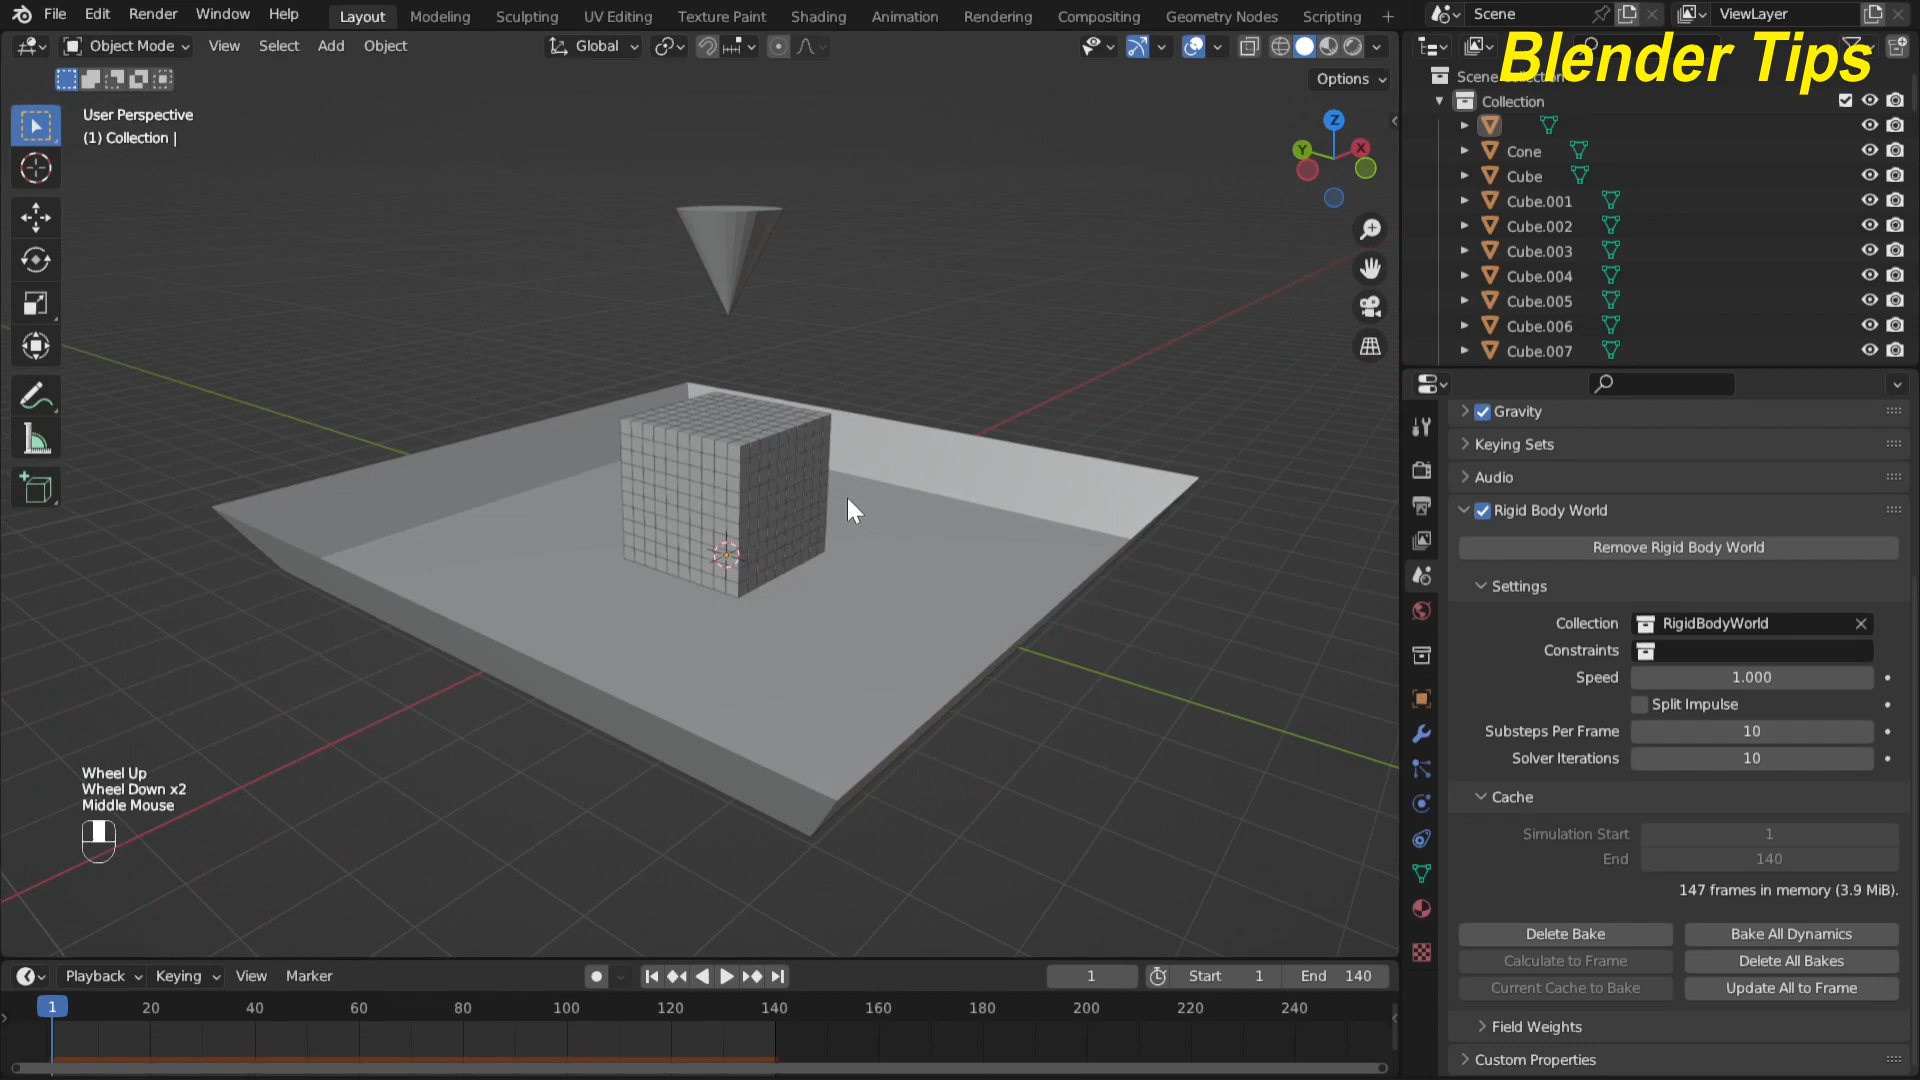 File Edit Render Window Help Layout Modeling Sculpting UV Editing Texture Paint Shading Animation Rendering Compositing Geometry Nodes Scripting + Scene ViewLayer
Object Mode View Select Add Object Global
Blender Tips
Options
User Perspective
(1) Collection |
Z
Y
X
Wheel Up
Wheel Down x2
Middle Mouse
Scene Collection
Collection
Cone
Cube
Cube.001
Cube.002
Cube.003
Cube.004
Cube.005
Cube.006
Cube.007
Gravity
Keying Sets
Audio
Rigid Body World
Remove Rigid Body World
Settings
Collection RigidBodyWorld
Constraints
Speed 1.000
Split Impulse
Substeps Per Frame 10
Solver Iterations 10
Cache
Simulation Start 1
End 140
147 frames in memory (3.9 MiB).
Delete Bake Bake All Dynamics
Calculate to Frame Delete All Bakes
Current Cache to Bake Update All to Frame
Field Weights
Custom Properties
Playback Keying View Marker 1 Start 1 End 140
1 20 40 60 80 100 120 140 160 180 200 220 240